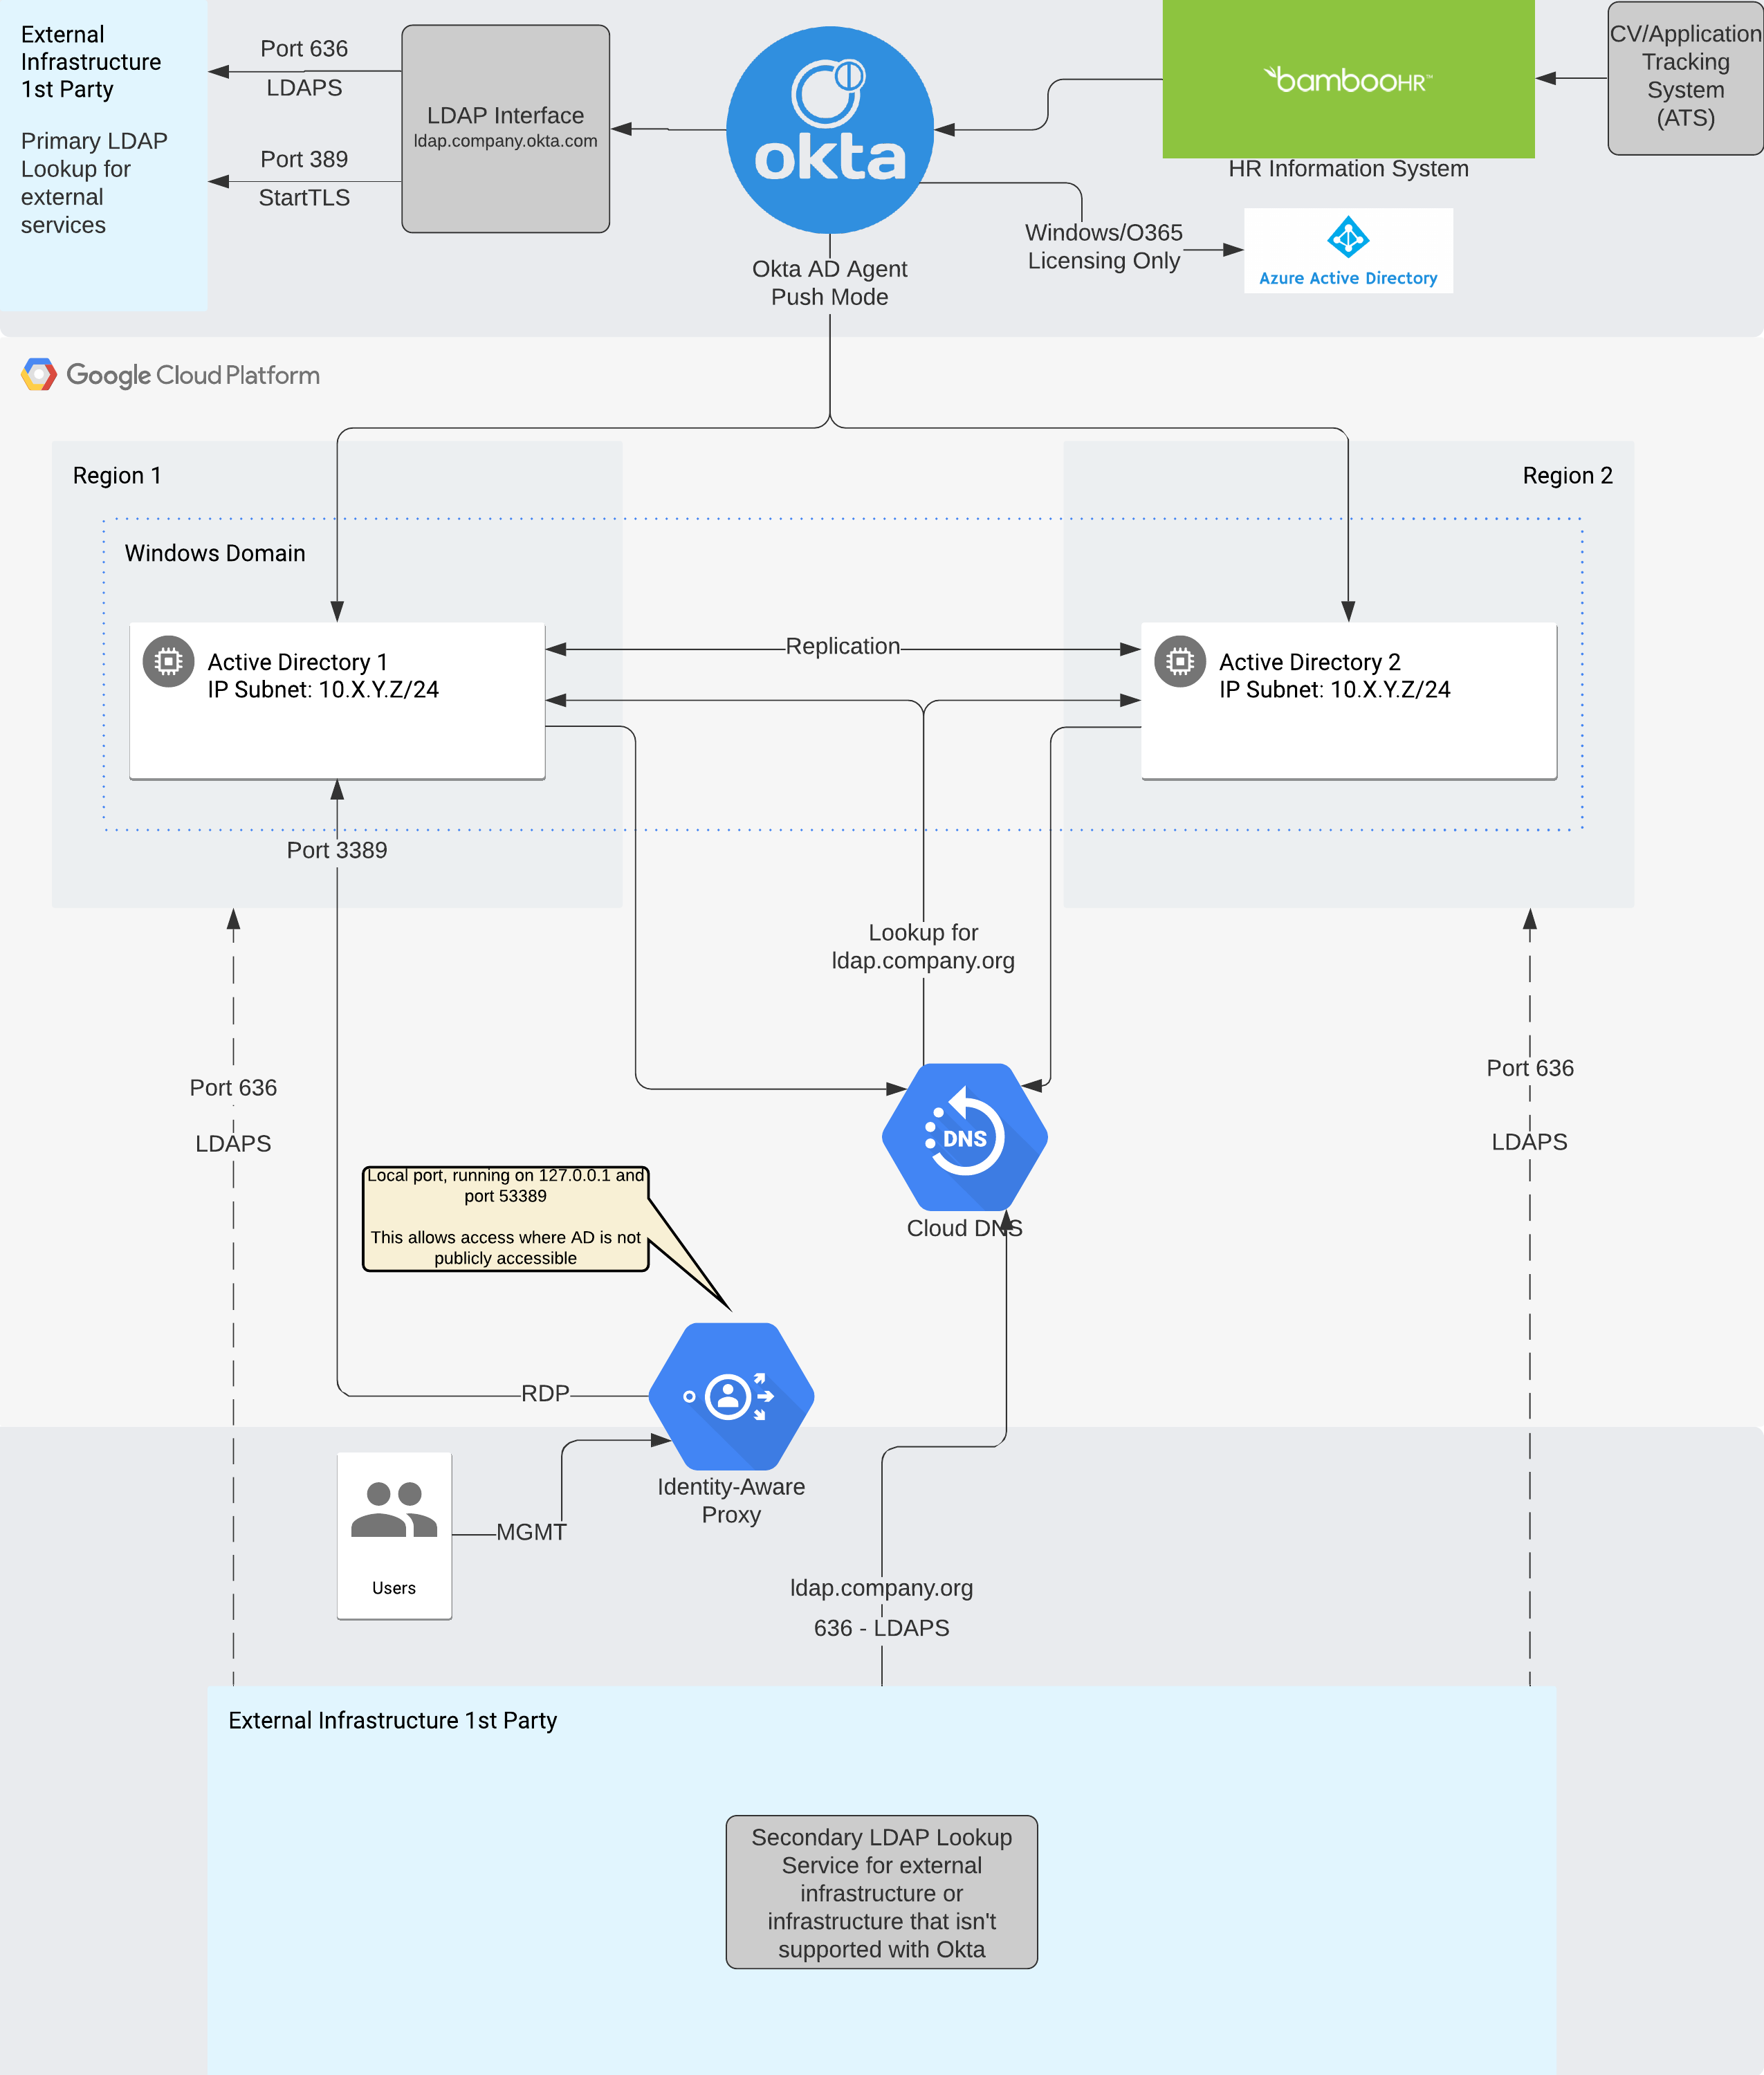 External
Infrastructure
1st Party
Primary LDAP
Lookup for
external
services
Port 636
LDAPS
Port 389
StartTLS
LDAP Interface
ldap.company.okta.com
okta
bambooHR™
HR Information System
CV/Application
Tracking
System
(ATS)
Windows/O365
Licensing Only
Azure Active Directory
Okta AD Agent
Push Mode
Google Cloud Platform
Region 1
Region 2
Windows Domain
Active Directory 1
IP Subnet: 10.X.Y.Z/24
Replication
Active Directory 2
IP Subnet: 10.X.Y.Z/24
Port 3389
Lookup for
ldap.company.org
Port 636
LDAPS
Port 636
LDAPS
DNS
Cloud DNS
Local port, running on 127.0.0.1 and
port 53389
This allows access where AD is not
publicly accessible
RDP
Identity-Aware
Proxy
MGMT
Users
ldap.company.org
636 - LDAPS
External Infrastructure 1st Party
Secondary LDAP Lookup
Service for external
infrastructure or
infrastructure that isn't
supported with Okta